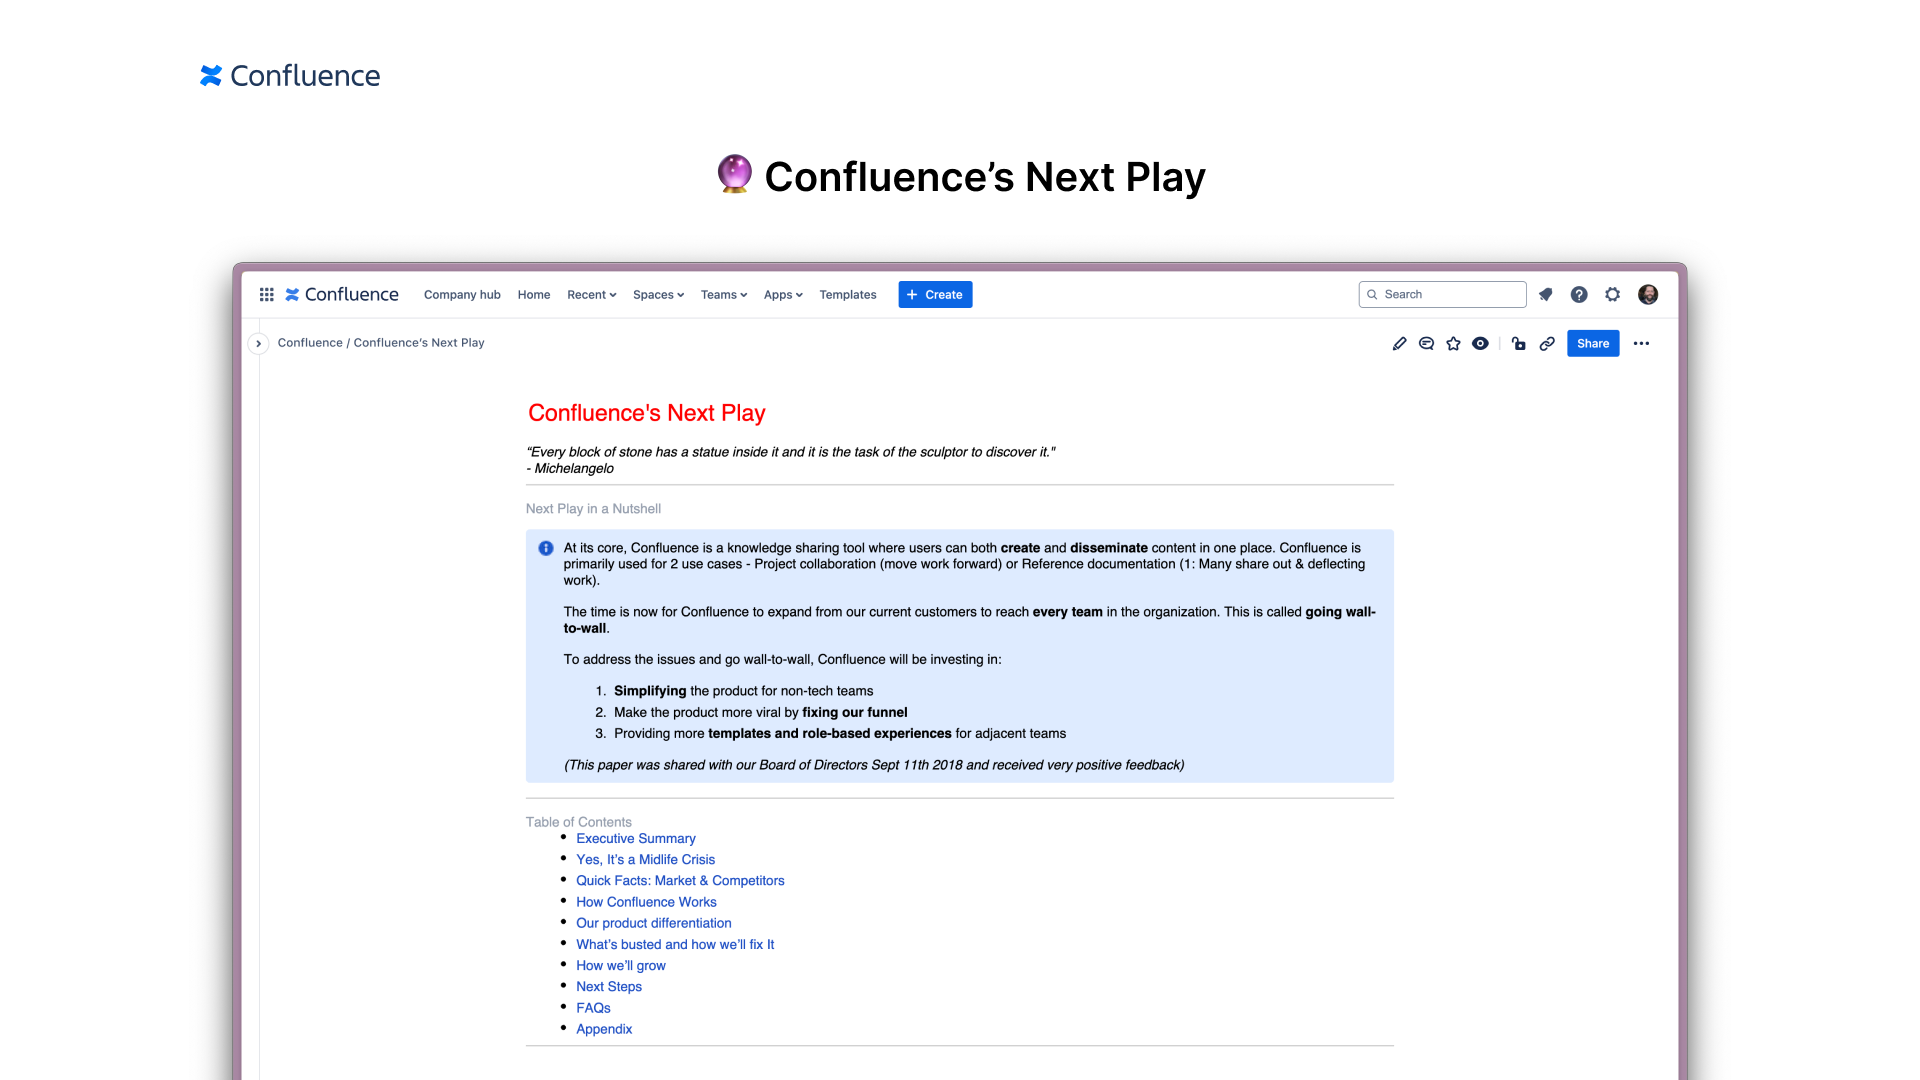 Confluence
🔮 Confluence’s Next Play
Confluence Company hub Home Recent Spaces Teams Apps Templates + Create Search
Confluence / Confluence’s Next Play Share
Confluence's Next Play
“Every block of stone has a statue inside it and it is the task of the sculptor to discover it."
- Michelangelo
Next Play in a Nutshell
At its core, Confluence is a knowledge sharing tool where users can both create and disseminate content in one place. Confluence is
primarily used for 2 use cases - Project collaboration (move work forward) or Reference documentation (1: Many share out & deflecting
work).
The time is now for Confluence to expand from our current customers to reach every team in the organization. This is called going wall-
to-wall.
To address the issues and go wall-to-wall, Confluence will be investing in:
1. Simplifying the product for non-tech teams
2. Make the product more viral by fixing our funnel
3. Providing more templates and role-based experiences for adjacent teams
(This paper was shared with our Board of Directors Sept 11th 2018 and received very positive feedback)
Table of Contents
• Executive Summary
• Yes, It’s a Midlife Crisis
• Quick Facts: Market & Competitors
• How Confluence Works
• Our product differentiation
• What’s busted and how we’ll fix It
• How we’ll grow
• Next Steps
• FAQs
• Appendix